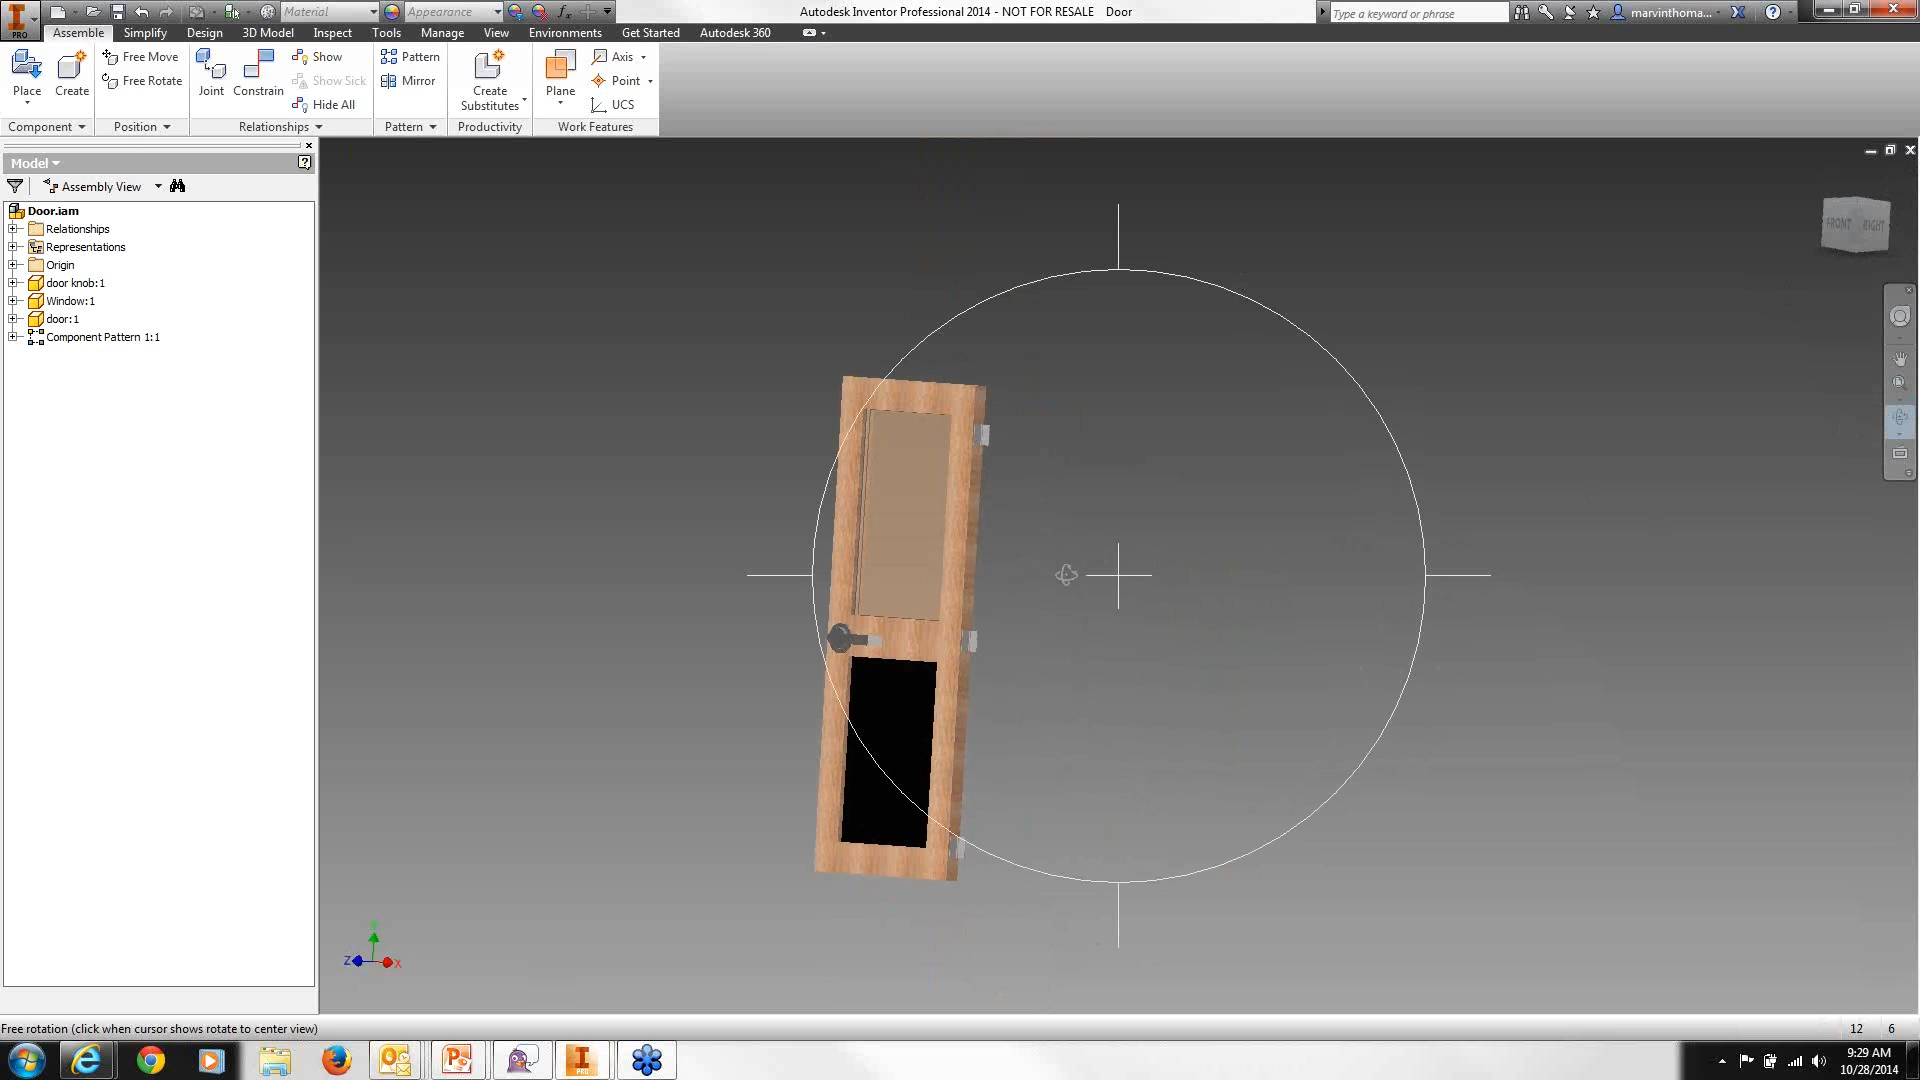 Material
Appearance
Autodesk Inventor Professional 2014 - NOT FOR RESALE Door
Type a keyword or phrase
marvinthoma...
PRO
Assemble Simplify Design 3D Model Inspect Tools Manage View Environments Get Started Autodesk 360
Place
Create
Free Move
Free Rotate
Joint
Constrain
Show
Show Sick
Hide All
Pattern
Mirror
Create
Substitutes
Plane
Axis
Point
UCS
Component
Position
Relationships
Pattern
Productivity
Work Features
Model
Assembly View
Door.iam
Relationships
Representations
Origin
door knob:1
Window:1
door:1
Component Pattern 1:1
FRONT
RIGHT
Z
X
Free rotation (click when cursor shows rotate to center view)
12 6
9:29 AM
10/28/2014